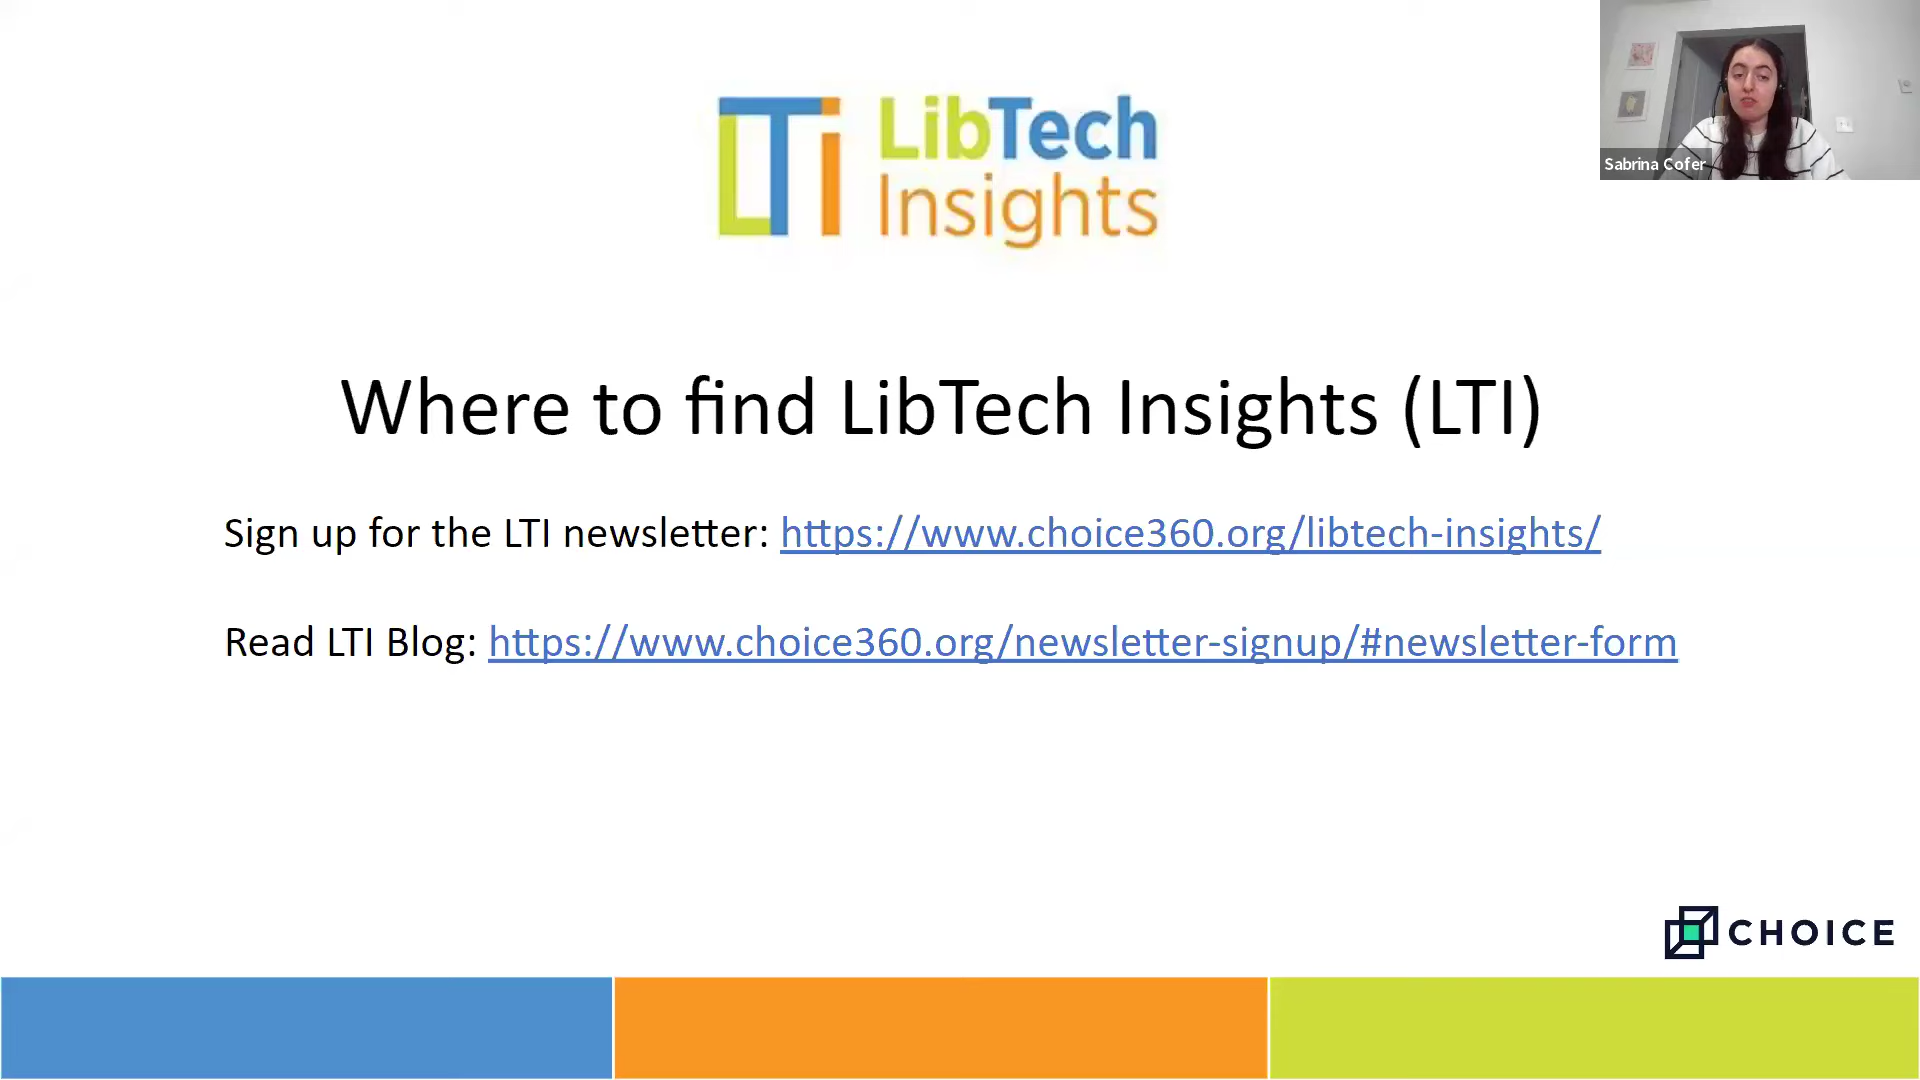 LTi LibTech
Insights
Sabrina Cofer
Where to find LibTech Insights (LTI)
Sign up for the LTI newsletter: https://www.choice360.org/libtech-insights/
Read LTI Blog: https://www.choice360.org/newsletter-signup/#newsletter-form
CHOICE